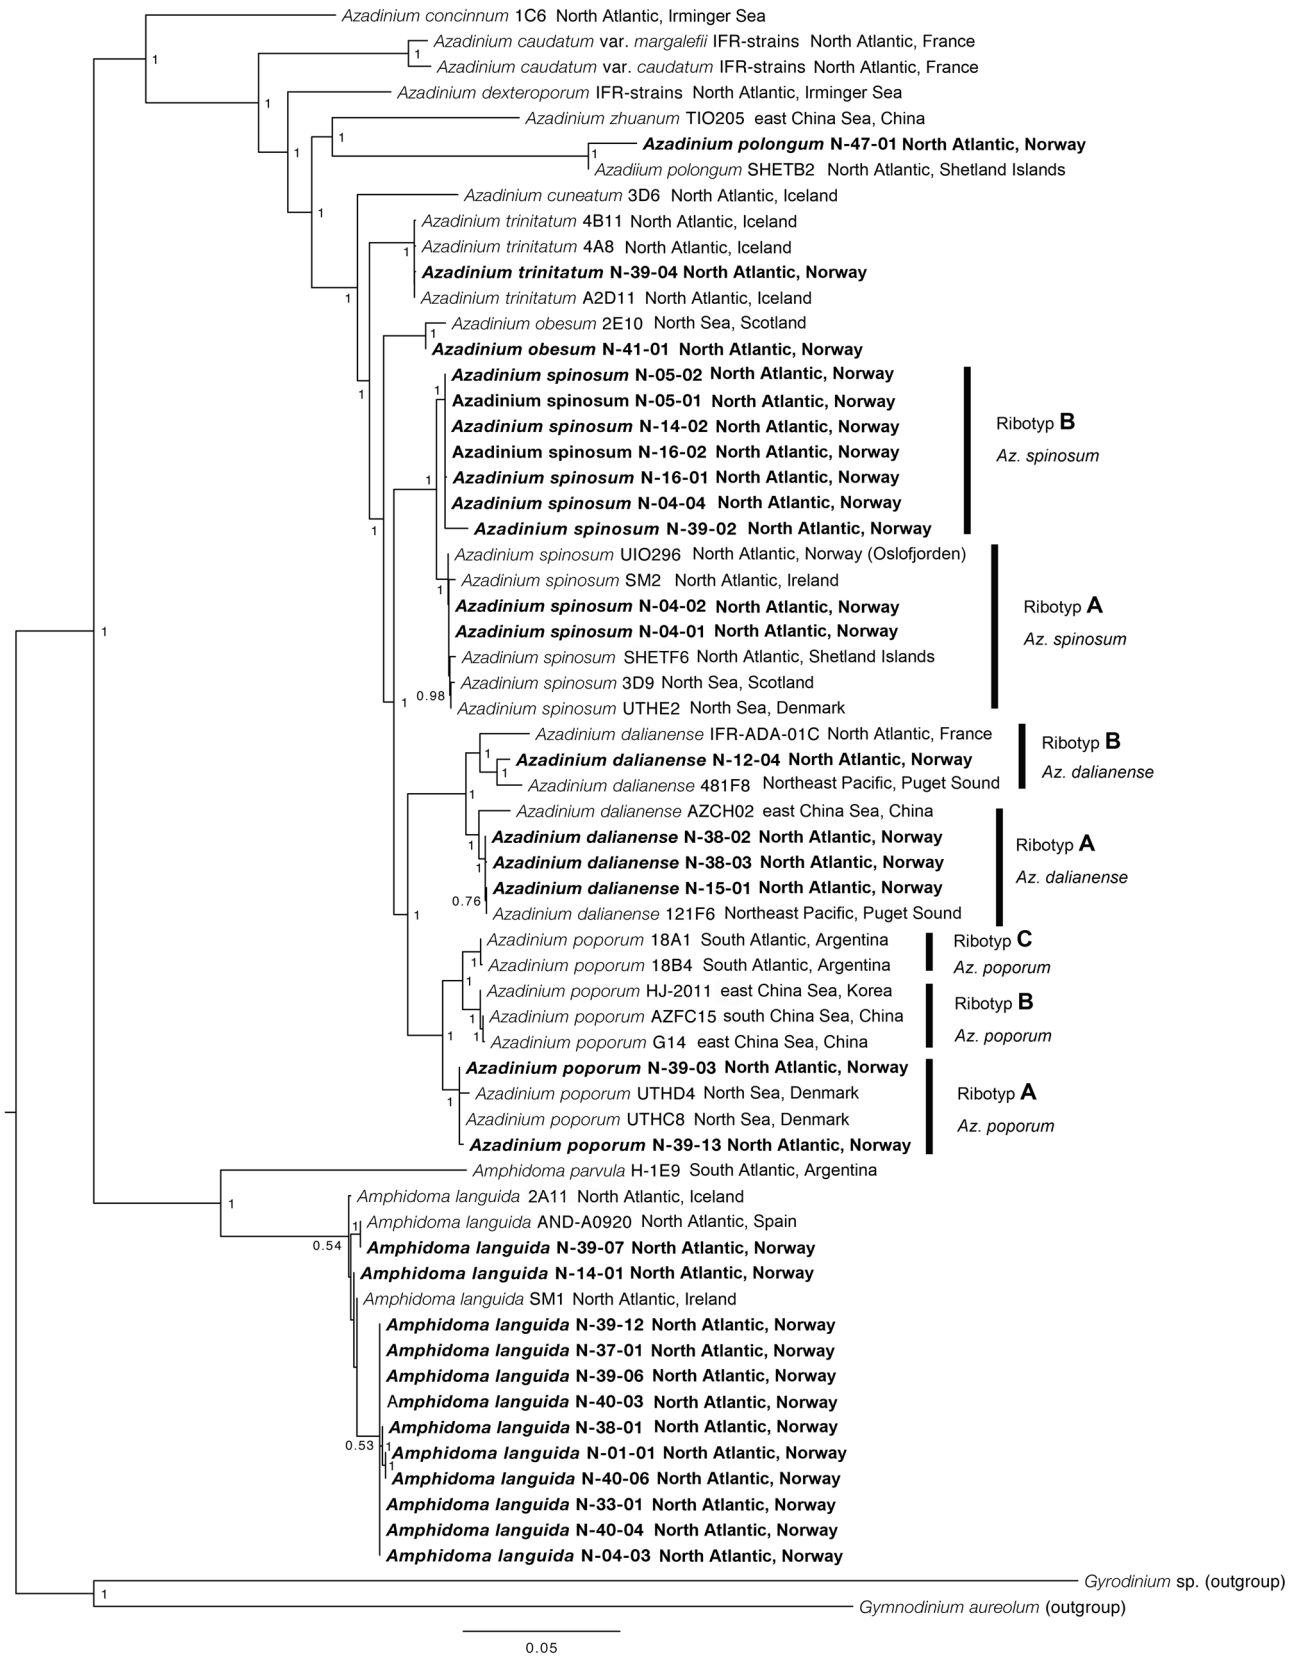 Azadinium concinnum 1C6 North Atlantic, Irminger Sea
Azadinium caudatum var. margalefii IFR-strains North Atlantic, France
1
1
Azadinium caudatum var. caudatum IFR-strains North Atlantic, France
Azadinium dexteroporum IFR-strains North Atlantic, Irminger Sea
1
Azadinium zhuanum TIO205 east China Sea, China
1
Azadinium polongum N-47-01 North Atlantic, Norway
1
1
Azadiium polongum SHETB2 North Atlantic, Shetland Islands
Azadinium cuneatum 3D6 North Atlantic, Iceland
1
Azadinium trinitatum 4B11 North Atlantic, Iceland
Azadinium trinitatum 4A8 North Atlantic, Iceland
1
Azadinium trinitatum N-39-04 North Atlantic, Norway
Azadinium trinitatum A2D11 North Atlantic, Iceland
1
Azadinium obesum 2E10 North Sea, Scotland
1
Azadinium obesum N-41-01 North Atlantic, Norway
Azadinium spinosum N-05-02 North Atlantic, Norway
1
1
Azadinium spinosum N-05-01 North Atlantic, Norway
Azadinium spinosum N-14-02 North Atlantic, Norway
Ribotyp B
Azadinium spinosum N-16-02 North Atlantic, Norway
Az. spinosum
Azadinium spinosum N-16-01 North Atlantic, Norway
1
Azadinium spinosum N-04-04 North Atlantic, Norway
Azadinium spinosum N-39-02 North Atlantic, Norway
1
Azadinium spinosum UIO296 North Atlantic, Norway (Oslofjorden)
Azadinium spinosum SM2 North Atlantic, Ireland
1
Azadinium spinosum N-04-02 North Atlantic, Norway
Ribotyp A
Azadinium spinosum N-04-01 North Atlantic, Norway
1
Az. spinosum
Azadinium spinosum SHETF6 North Atlantic, Shetland Islands
Azadinium spinosum 3D9 North Sea, Scotland
0.98
1
Azadinium spinosum UTHE2 North Sea, Denmark
Azadinium dalianense IFR-ADA-01C North Atlantic, France
Ribotyp B
1
Azadinium dalianense N-12-04 North Atlantic, Norway
1
Az. dalianense
Azadinium dalianense 481F8 Northeast Pacific, Puget Sound
1
Azadinium dalianense AZCH02 east China Sea, China
Azadinium dalianense N-38-02 North Atlantic, Norway
1
Ribotyp A
Azadinium dalianense N-38-03 North Atlantic, Norway
1
Az. dalianense
Azadinium dalianense N-15-01 North Atlantic, Norway
0.76
Azadinium dalianense 121F6 Northeast Pacific, Puget Sound
1
Azadinium poporum 18A1 South Atlantic, Argentina
Ribotyp C
1
Azadinium poporum 18B4 South Atlantic, Argentina
Az. poporum
1
Azadinium poporum HJ-2011 east China Sea, Korea
Ribotyp B
Azadinium poporum AZFC15 south China Sea, China
1
1
1
Az. poporum
Azadinium poporum G14 east China Sea, China
Azadinium poporum N-39-03 North Atlantic, Norway
Azadinium poporum UTHD4 North Sea, Denmark
Ribotyp A
1
Azadinium poporum UTHC8 North Sea, Denmark
Az. poporum
Azadinium poporum N-39-13 North Atlantic, Norway
Amphidoma parvula H-1E9 South Atlantic, Argentina
1
Amphidoma languida 2A11 North Atlantic, Iceland
1
Amphidoma languida AND-A0920 North Atlantic, Spain
0.54
Amphidoma languida N-39-07 North Atlantic, Norway
Amphidoma languida N-14-01 North Atlantic, Norway
Amphidoma languida SM1 North Atlantic, Ireland
Amphidoma languida N-39-12 North Atlantic, Norway
Amphidoma languida N-37-01 North Atlantic, Norway
Amphidoma languida N-39-06 North Atlantic, Norway
Amphidoma languida N-40-03 North Atlantic, Norway
Amphidoma languida N-38-01 North Atlantic, Norway
0.53
1
Amphidoma languida N-01-01 North Atlantic, Norway
1
Amphidoma languida N-40-06 North Atlantic, Norway
Amphidoma languida N-33-01 North Atlantic, Norway
Amphidoma languida N-40-04 North Atlantic, Norway
Amphidoma languida N-04-03 North Atlantic, Norway
Gyrodinium sp. (outgroup)
1
Gymnodinium aureolum (outgroup)
0.05